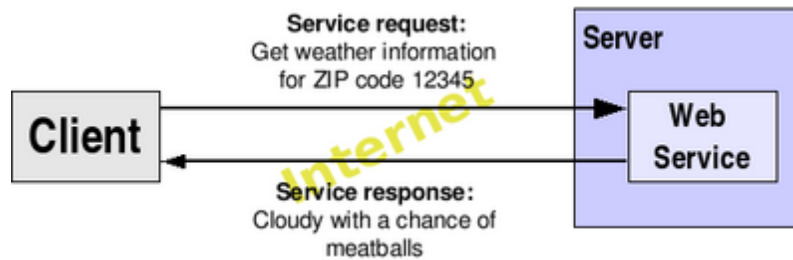 Service request:
Get weather information
for ZIP code 12345
Server
Client
Internet
Web
Service
Service response:
Cloudy with a chance of
meatballs